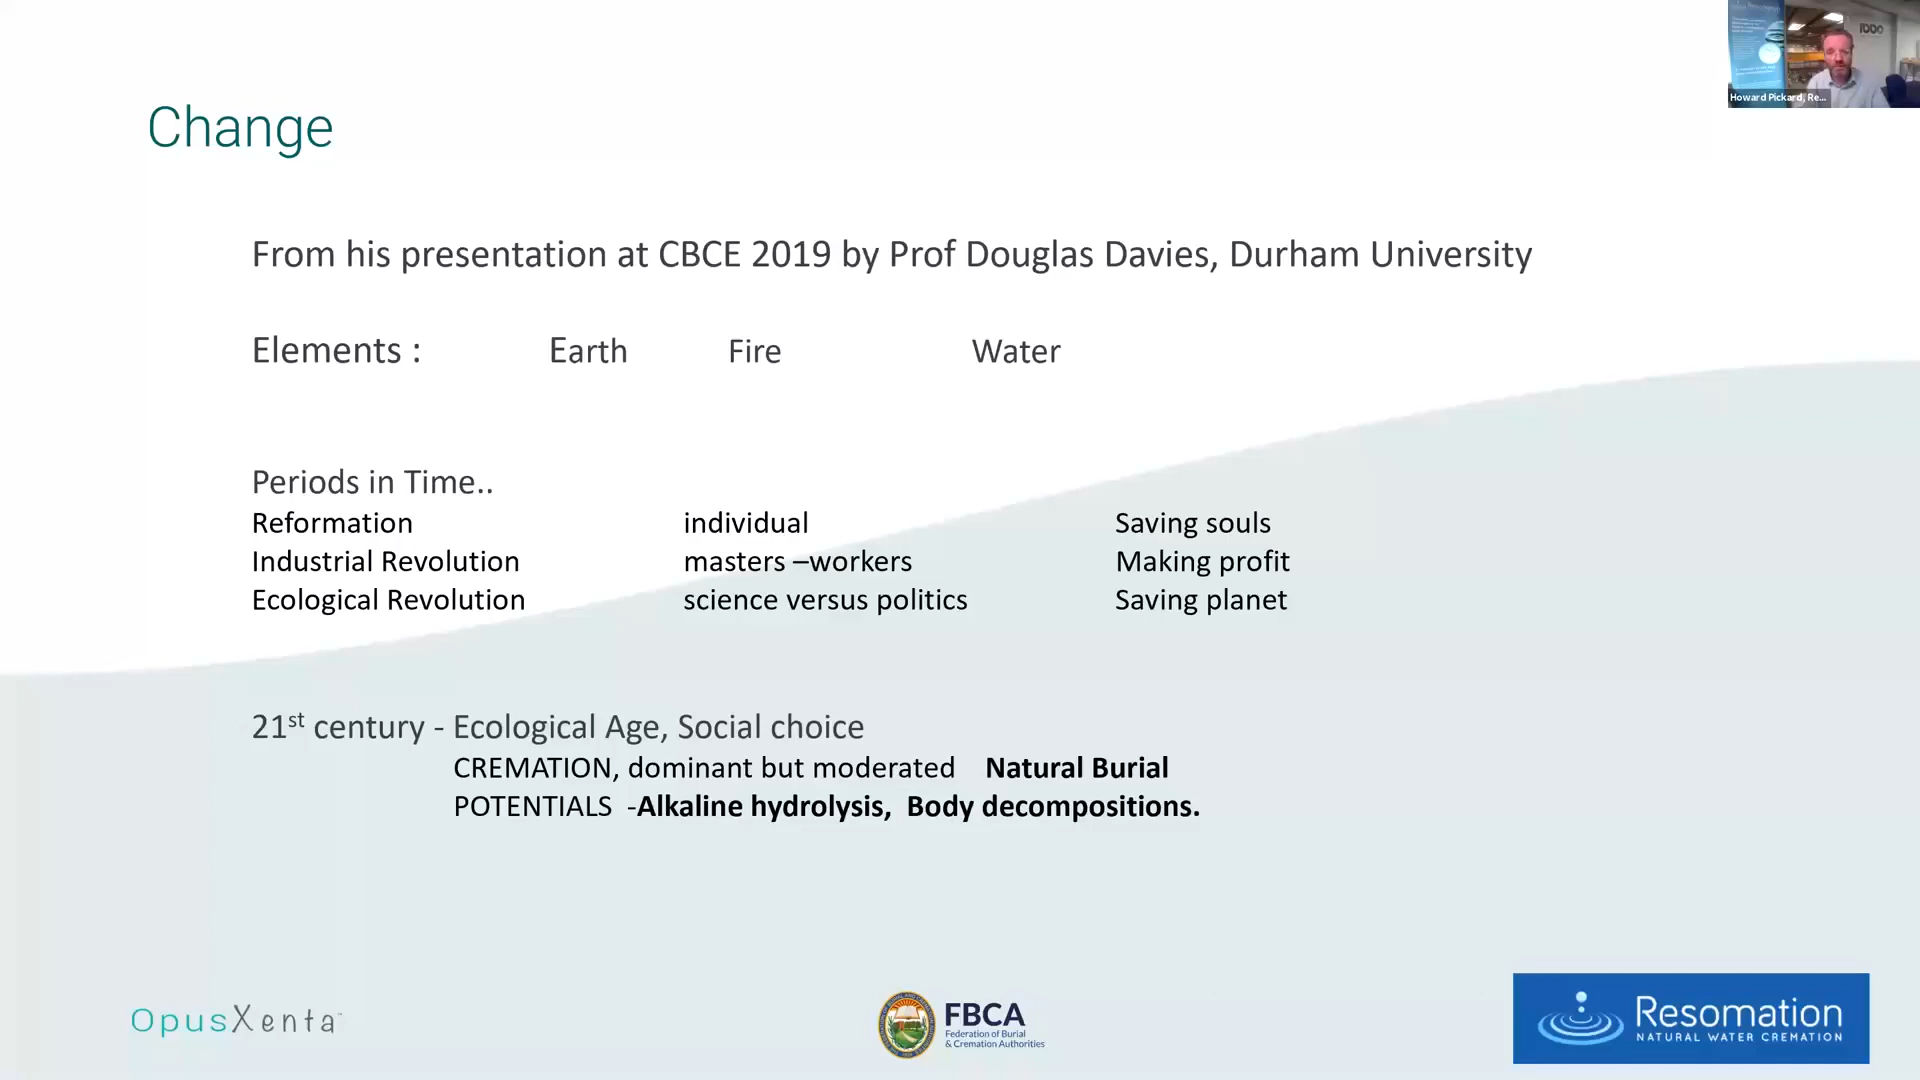 Howard Pickard, Re...
Change
From his presentation at CBCE 2019 by Prof Douglas Davies, Durham University
Elements : Earth Fire Water
Periods in Time..
Reformation individual Saving souls
Industrial Revolution masters –workers Making profit
Ecological Revolution science versus politics Saving planet
21st century - Ecological Age, Social choice
CREMATION, dominant but moderated Natural Burial
POTENTIALS -Alkaline hydrolysis, Body decompositions.
OpusXenta
FBCA
Federation of Burial
& Cremation Authorities
Resomation
NATURAL WATER CREMATION